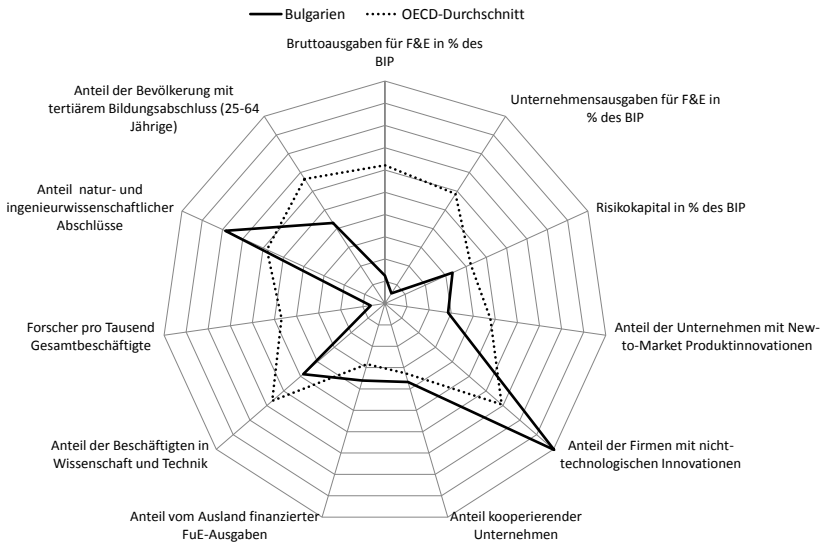 Bulgarien
OECD-Durchschnitt
Bruttoausgaben für F&E in % des
BIP
Unternehmensausgaben für F&E in
% des BIP
Risikokapital in % des BIP
Anteil der Unternehmen mit New-
to-Market Produktinnovationen
Anteil der Firmen mit nicht-
technologischen Innovationen
Anteil kooperierender
Unternehmen
Anteil vom Ausland finanzierter
FuE-Ausgaben
Anteil der Beschäftigten in
Wissenschaft und Technik
Forscher pro Tausend
Gesamtbeschäftigte
Anteil natur- und
ingenieurwissenschaftlicher
Abschlüsse
Anteil der Bevölkerung mit
tertiärem Bildungsabschluss (25-64
Jährige)